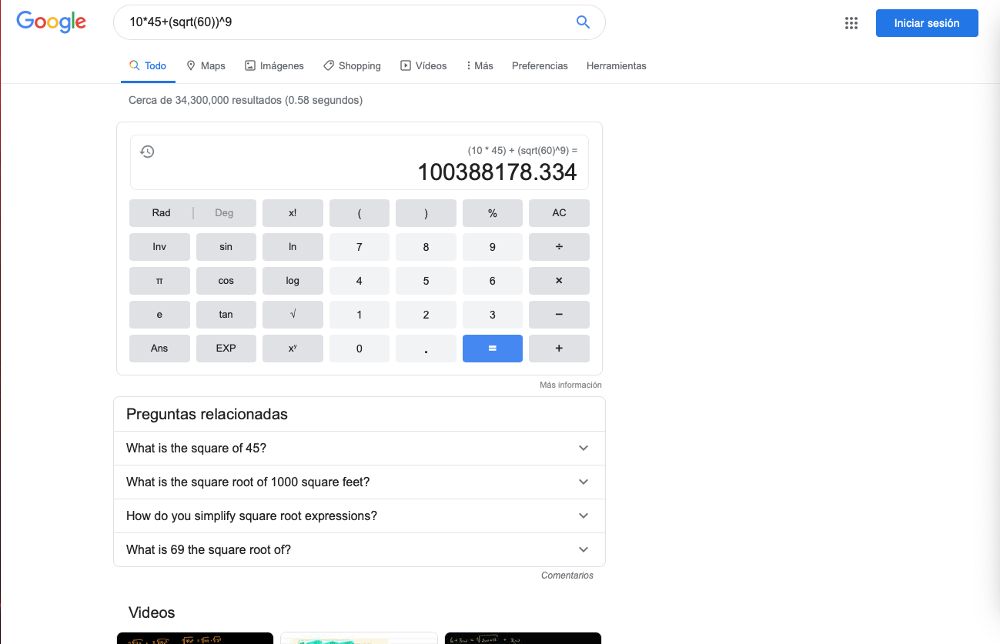 Google
10*45+(sqrt(60))^9
Iniciar sesión
Todo Maps Imágenes Shopping Vídeos Más Preferencias Herramientas
Cerca de 34,300,000 resultados (0.58 segundos)
(10 * 45) + (sqrt(60)^9) =
100388178.334
Rad | Deg x! ( ) % AC
Inv sin ln 7 8 9 ÷
π cos log 4 5 6 ×
e tan √ 1 2 3 −
Ans EXP xʸ 0 . = +
Más información
Preguntas relacionadas
What is the square of 45?
What is the square root of 1000 square feet?
How do you simplify square root expressions?
What is 69 the square root of?
Comentarios
Videos